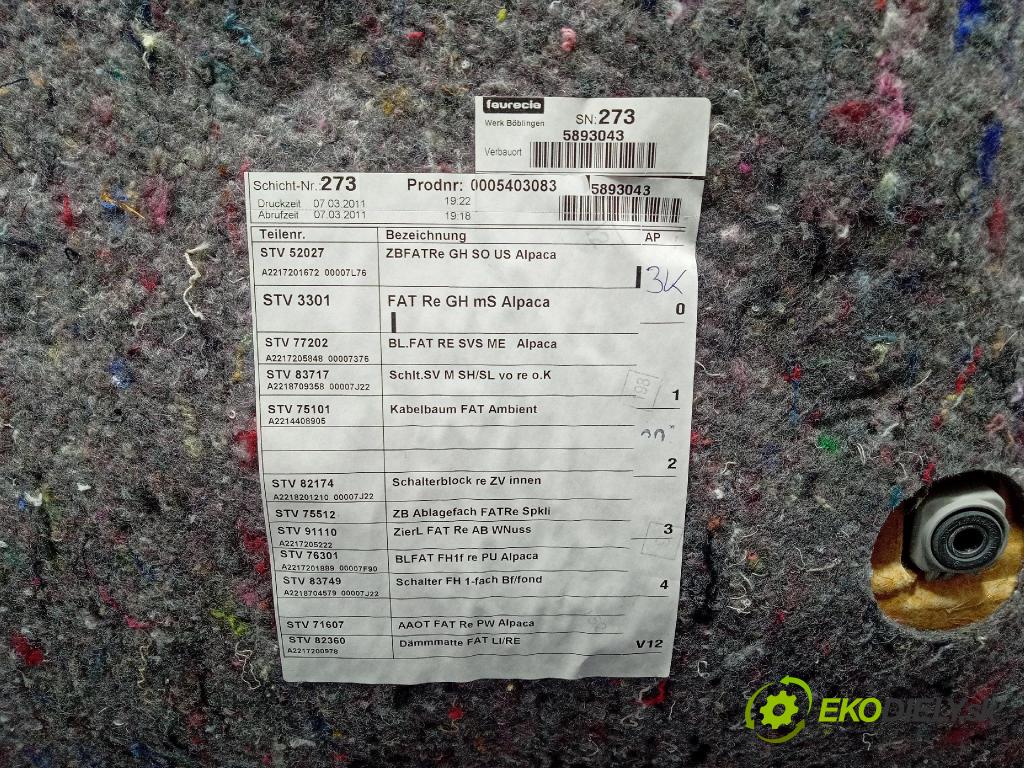 faurecia
Werk Böblingen
SN: 273
5893043
Verbauort
Schicht-Nr.: 273 Prodnr: 0005403083 5893043
Druckzeit 07.03.2011 19:22
Abrufzeit 07.03.2011 19:18
Teilenr. Bezeichnung AP
STV 52027 ZBFATRe GH SO US Alpaca
A2217201672 00007L76
3K
STV 3301 FAT Re GH mS Alpaca 0
STV 77202 BL.FAT RE SVS ME Alpaca
A2217205848 00007376
STV 83717 Schlt.SV M SH/SL vo re o.K
A2218709358 00007J22
198
1
STV 75101 Kabelbaum FAT Ambient
A2214408905
2
STV 82174 Schalterblock re ZV innen
A2218201210 00007J22
STV 75512 ZB Ablagefach FATRe Spkli
STV 91110 ZierL FAT Re AB WNuss 3
A2217205222
STV 76301 BLFAT FH1f re PU Alpaca
A2217201889 00007F90
STV 83749 Schalter FH 1-fach Bf/fond 4
A2218704579 00007J22
STV 71607 AAOT FAT Re PW Alpaca
STV 82360 Dämmmatte FAT LI/RE V12
A2217200978
EKODIELY.SK